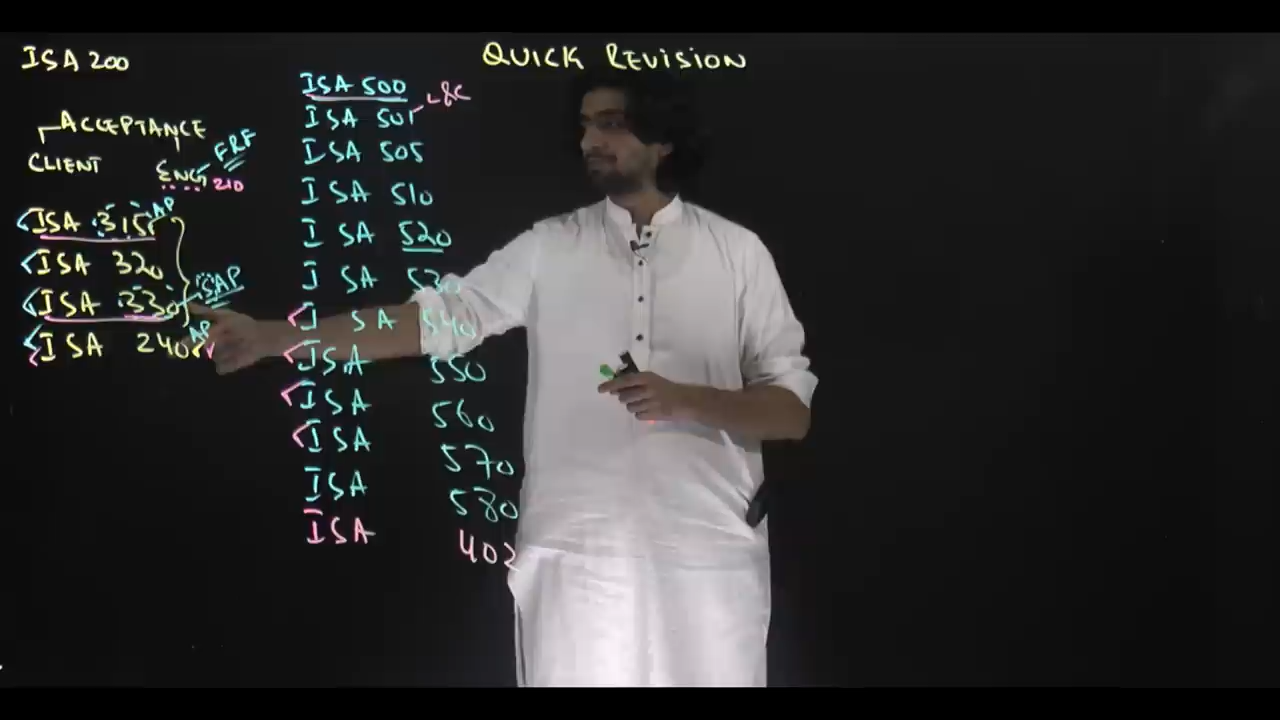 ISA 200
QUICK REVISION
ACCEPTANCE
CLIENT
ENG FRF
210
ISA 315 AP
ISA 320
ISA 330 SAP
ISA 240 AP
ISA 500
ISA 501 L&C
ISA 505
ISA 510
ISA 520
ISA 530
ISA 540
ISA 550
ISA 560
ISA 570
ISA 580
ISA 402